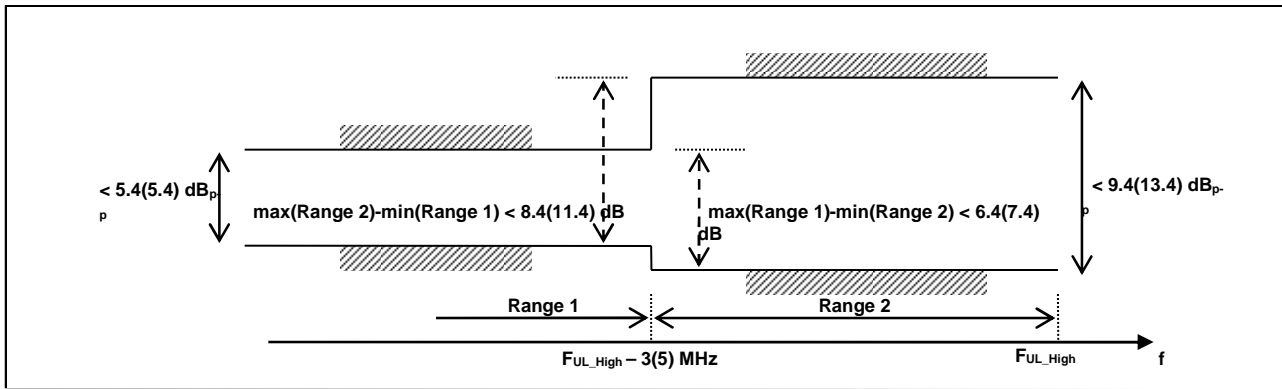 < 5.4(5.4) dBp-p
max(Range 2)-min(Range 1) < 8.4(11.4) dB
max(Range 1)-min(Range 2) < 6.4(7.4) dB
< 9.4(13.4) dBp-p
Range 1
Range 2
FUL_High – 3(5) MHz
FUL_High
f